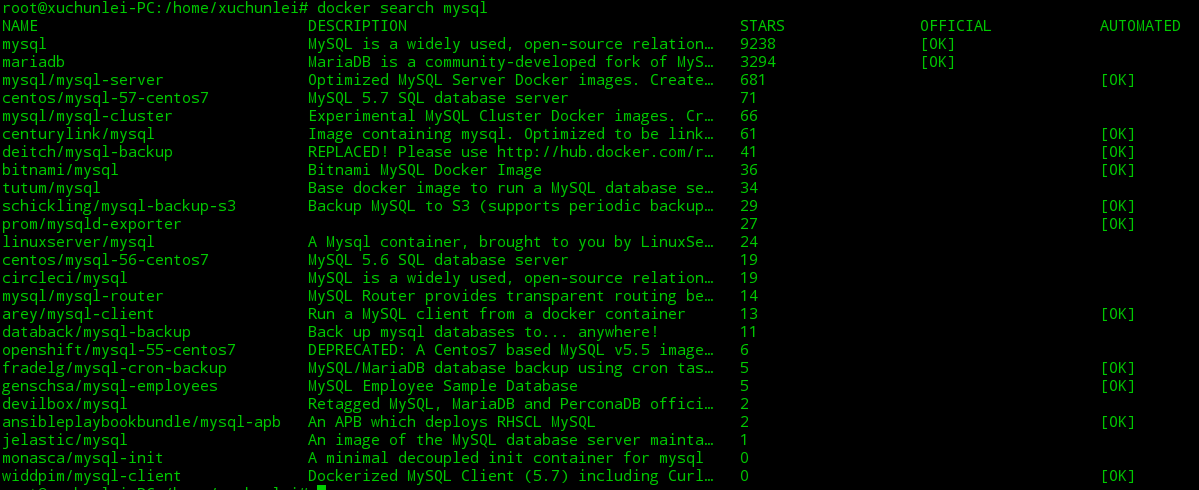 root@xuchunlei-PC:/home/xuchunlei# docker search mysql
NAME DESCRIPTION STARS OFFICIAL AUTOMATED
mysql MySQL is a widely used, open-source relation… 9238 [OK]
mariadb MariaDB is a community-developed fork of MyS… 3294 [OK]
mysql/mysql-server Optimized MySQL Server Docker images. Create… 681 [OK]
centos/mysql-57-centos7 MySQL 5.7 SQL database server 71
mysql/mysql-cluster Experimental MySQL Cluster Docker images. Cr… 66
centurylink/mysql Image containing mysql. Optimized to be link… 61 [OK]
deitch/mysql-backup REPLACED! Please use http://hub.docker.com/r… 41 [OK]
bitnami/mysql Bitnami MySQL Docker Image 36 [OK]
tutum/mysql Base docker image to run a MySQL database se… 34
schickling/mysql-backup-s3 Backup MySQL to S3 (supports periodic backup… 29 [OK]
prom/mysqld-exporter 27 [OK]
linuxserver/mysql A Mysql container, brought to you by LinuxSe… 24
centos/mysql-56-centos7 MySQL 5.6 SQL database server 19
circleci/mysql MySQL is a widely used, open-source relation… 19
mysql/mysql-router MySQL Router provides transparent routing be… 14
arey/mysql-client Run a MySQL client from a docker container 13 [OK]
databack/mysql-backup Back up mysql databases to... anywhere! 11
openshift/mysql-55-centos7 DEPRECATED: A Centos7 based MySQL v5.5 image… 6
fradelg/mysql-cron-backup MySQL/MariaDB database backup using cron tas… 5 [OK]
genschsa/mysql-employees MySQL Employee Sample Database 5 [OK]
devilbox/mysql Retagged MySQL, MariaDB and PerconaDB offici… 2
ansibleplaybookbundle/mysql-apb An APB which deploys RHSCL MySQL 2 [OK]
jelastic/mysql An image of the MySQL database server mainta… 1
monasca/mysql-init A minimal decoupled init container for mysql 0
widdpim/mysql-client Dockerized MySQL Client (5.7) including Curl… 0 [OK]